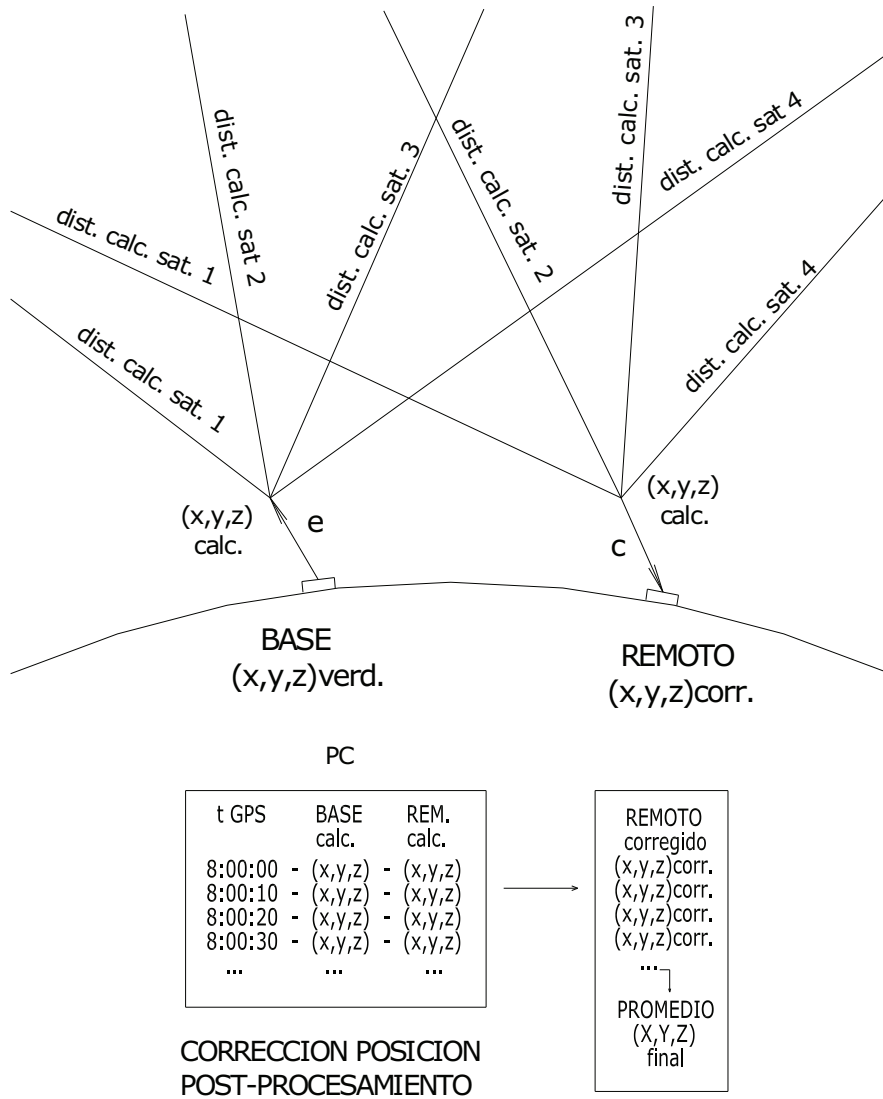 dist. calc. sat. 1
dist. calc. sat. 1
dist. calc. sat 2
dist. calc. sat. 3
dist. calc. sat. 2
dist. calc. sat. 3
dist. calc. sat 4
dist. calc. sat. 4
(x,y,z)
calc.
e
(x,y,z)
calc.
c
BASE
(x,y,z)verd.
REMOTO
(x,y,z)corr.
PC
t GPS BASE REM.
calc. calc.
8:00:00 - (x,y,z) - (x,y,z)
8:00:10 - (x,y,z) - (x,y,z)
8:00:20 - (x,y,z) - (x,y,z)
8:00:30 - (x,y,z) - (x,y,z)
... ... ...
REMOTO
corregido
(x,y,z)corr.
(x,y,z)corr.
(x,y,z)corr.
(x,y,z)corr.
...
PROMEDIO
(X,Y,Z)
final
CORRECCION POSICION
POST-PROCESAMIENTO